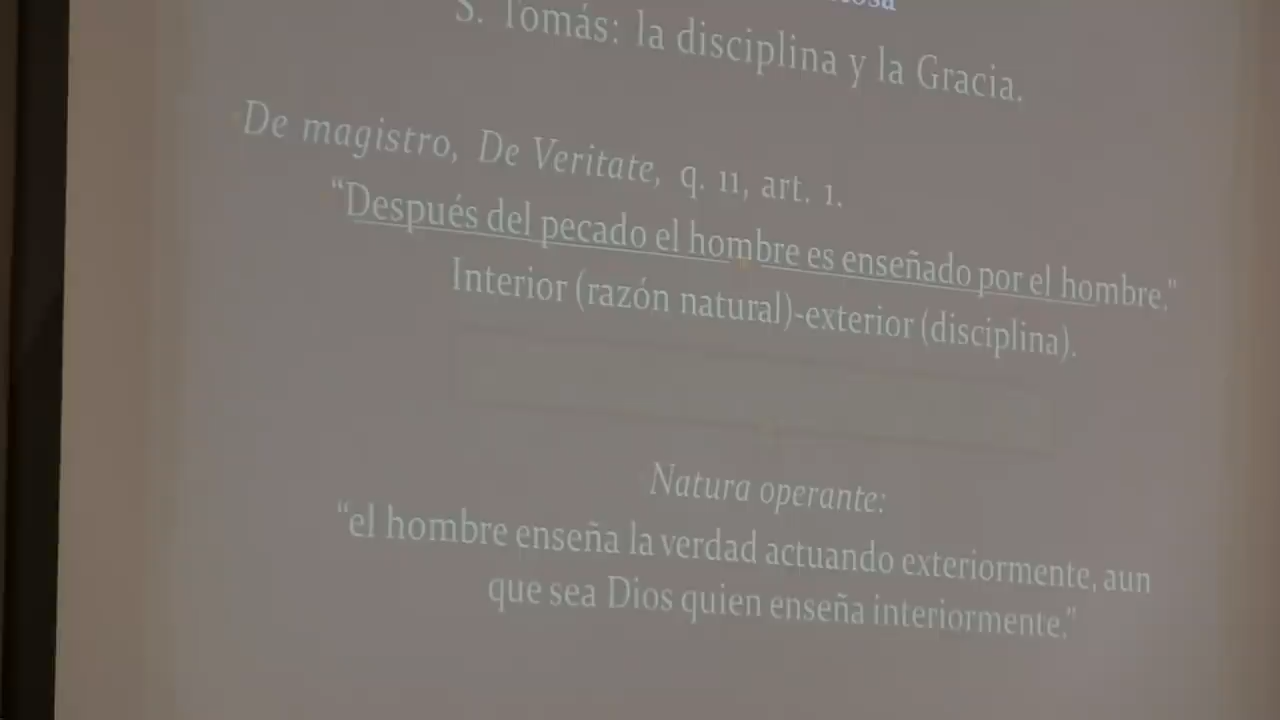 S. Tomás: la disciplina y la Gracia.
De magistro, De Veritate, q. 11, art. 1.
“Después del pecado el hombre es enseñado por el hombre.”
Interior (razón natural)-exterior (disciplina).
Natura operante:
“el hombre enseña la verdad actuando exteriormente, aun
que sea Dios quien enseña interiormente.”